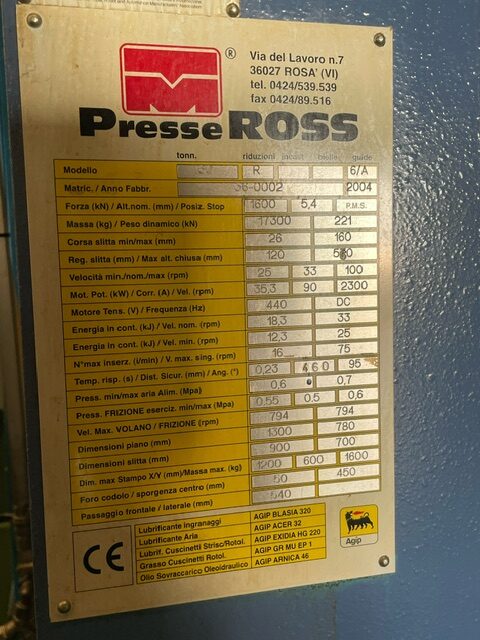 ®
Via del Lavoro n.7
36027 ROSA' (VI)
tel. 0424/539.539
fax 0424/89.516
Presse ROSS
tonn. riduzioni incast. bielle guide
Modello R 6/A
Matric. / Anno Fabbr. 36-0002 2004
Forza (kN) / Alt.nom. (mm) / Posiz. Stop 1600 5,4 P.M.S.
Massa (kg) / Peso dinamico (kN) 17300 221
Corsa slitta min/max (mm) 26 160
Reg. slitta (mm) / Max alt. chiusa (mm) 120
Velocità min./nom./max (rpm) 25 33 100
Mot. Pot. (kW) / Corr. (A) / Vel. (rpm) 35,3 90 2300
Motore Tens. (V) / Frequenza (Hz) 440 DC
Energia in cont. (kJ) / Vel. nom. (rpm) 18,3 33
Energia in cont. (kJ) / Vel. min. (rpm) 12,3 25
N°max inserz. (l/min) / V. max. sing. (rpm) 16 75
Temp. risp. (s) / Dist. Sicur. (mm) / Ang. (°) 0,23 460 95
Press. min/max aria Alim. (Mpa) 0.6 0,7
Press. FRIZIONE eserciz. min/max (Mpa) 0.55 0.5 0,6
Vel. Max. VOLANO / FRIZIONE (rpm) 794 794
Dimensioni piano (mm) 1300 780
Dimensioni slitta (mm) 900 700
Dim. max Stampo X/Y (mm)/Massa max. (kg) 1200 600 1600
Foro codolo / sporgenza centro (mm) 50 450
Passaggio frontale / laterale (mm) 540
CE
Lubrificante Ingranaggi AGIP BLASIA 320
Lubrificante Aria AGIP ACER 32
Lubrif. Cuscinetti Strisc/Rotol. AGIP EXIDIA HG 220
Grasso Cuscinetti Rotol. AGIP GR MU EP 1
Olio Sovraccarico Oleoidraulico AGIP ARNICA 46
Agip